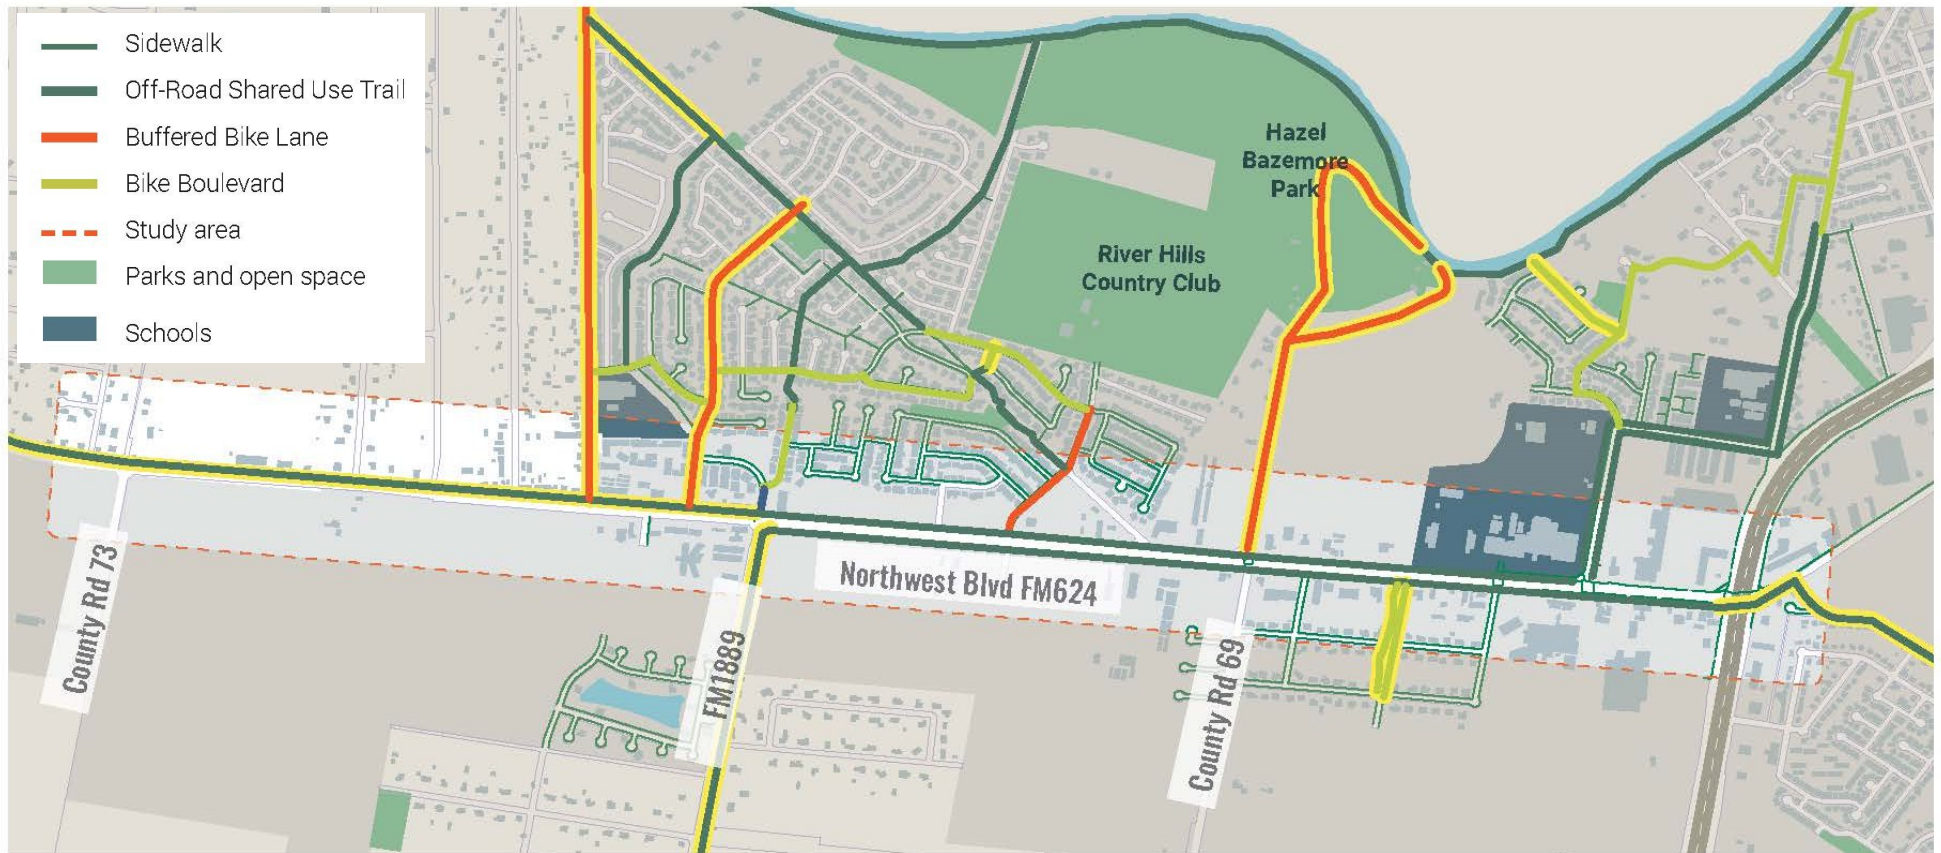 Sidewalk
Off-Road Shared Use Trail
Buffered Bike Lane
Bike Boulevard
Study area
Parks and open space
Schools
Hazel
Bazemore
Park
River Hills
Country Club
Northwest Blvd FM624
County Rd 73
FM1889
County Rd 69